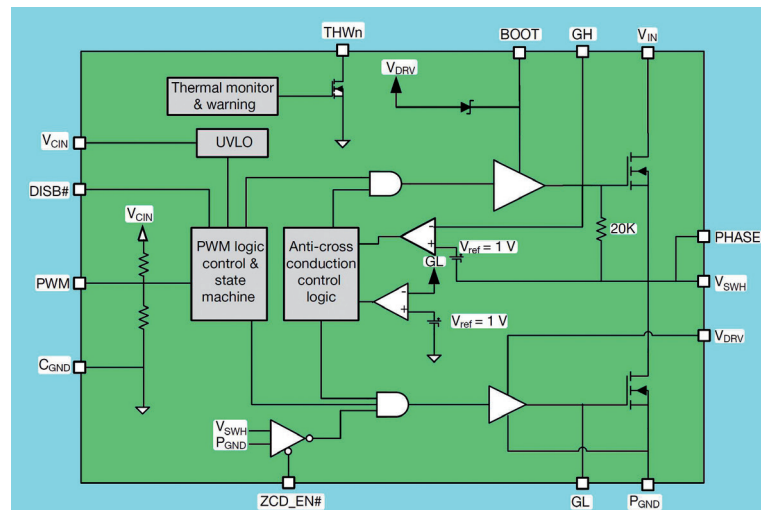 THWn
BOOT
GH
VIN
VDRV
Thermal monitor
& warning
VCIN
UVLO
DISB#
VCIN
PWM logic
control &
state
machine
Anti-cross
conduction
control
logic
-
+
Vref = 1 V
20K
PHASE
GL
PWM
VSWH
-
+
Vref = 1 V
VDRV
CGND
VSWH
PGND
ZCD_EN#
GL
PGND